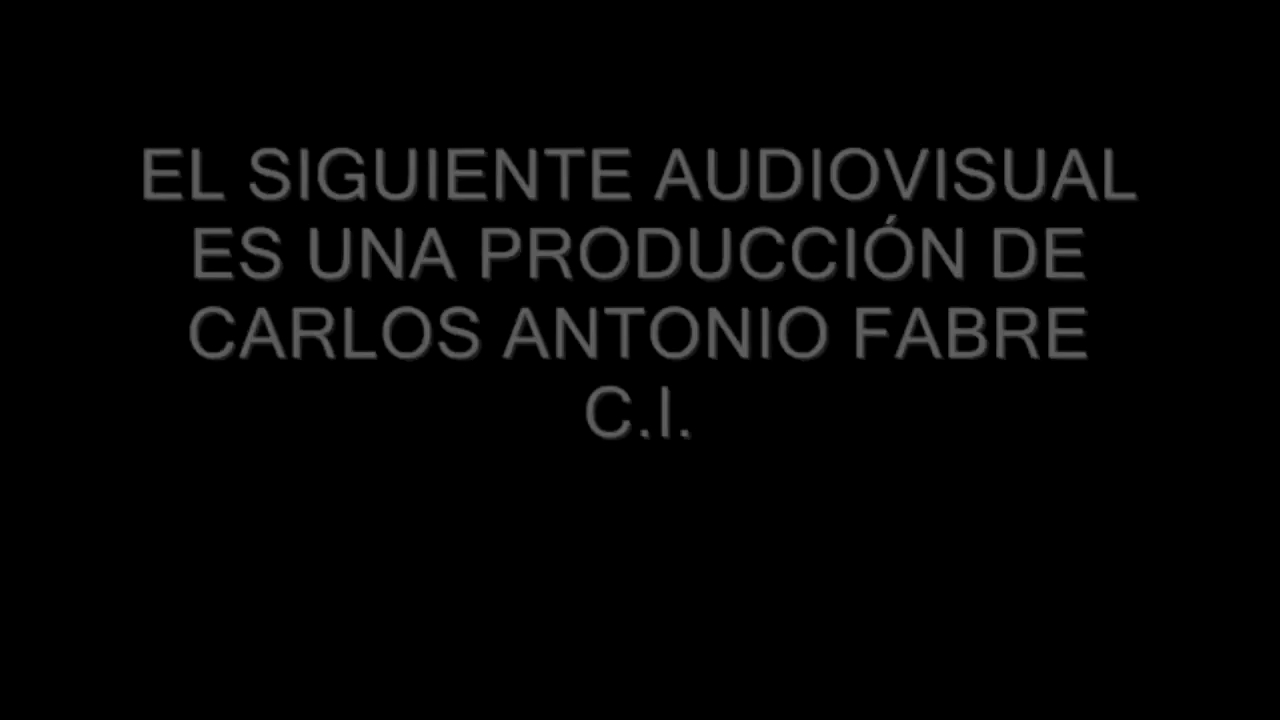 EL SIGUIENTE AUDIOVISUAL
ES UNA PRODUCCIÓN DE
CARLOS ANTONIO FABRE
C.I.